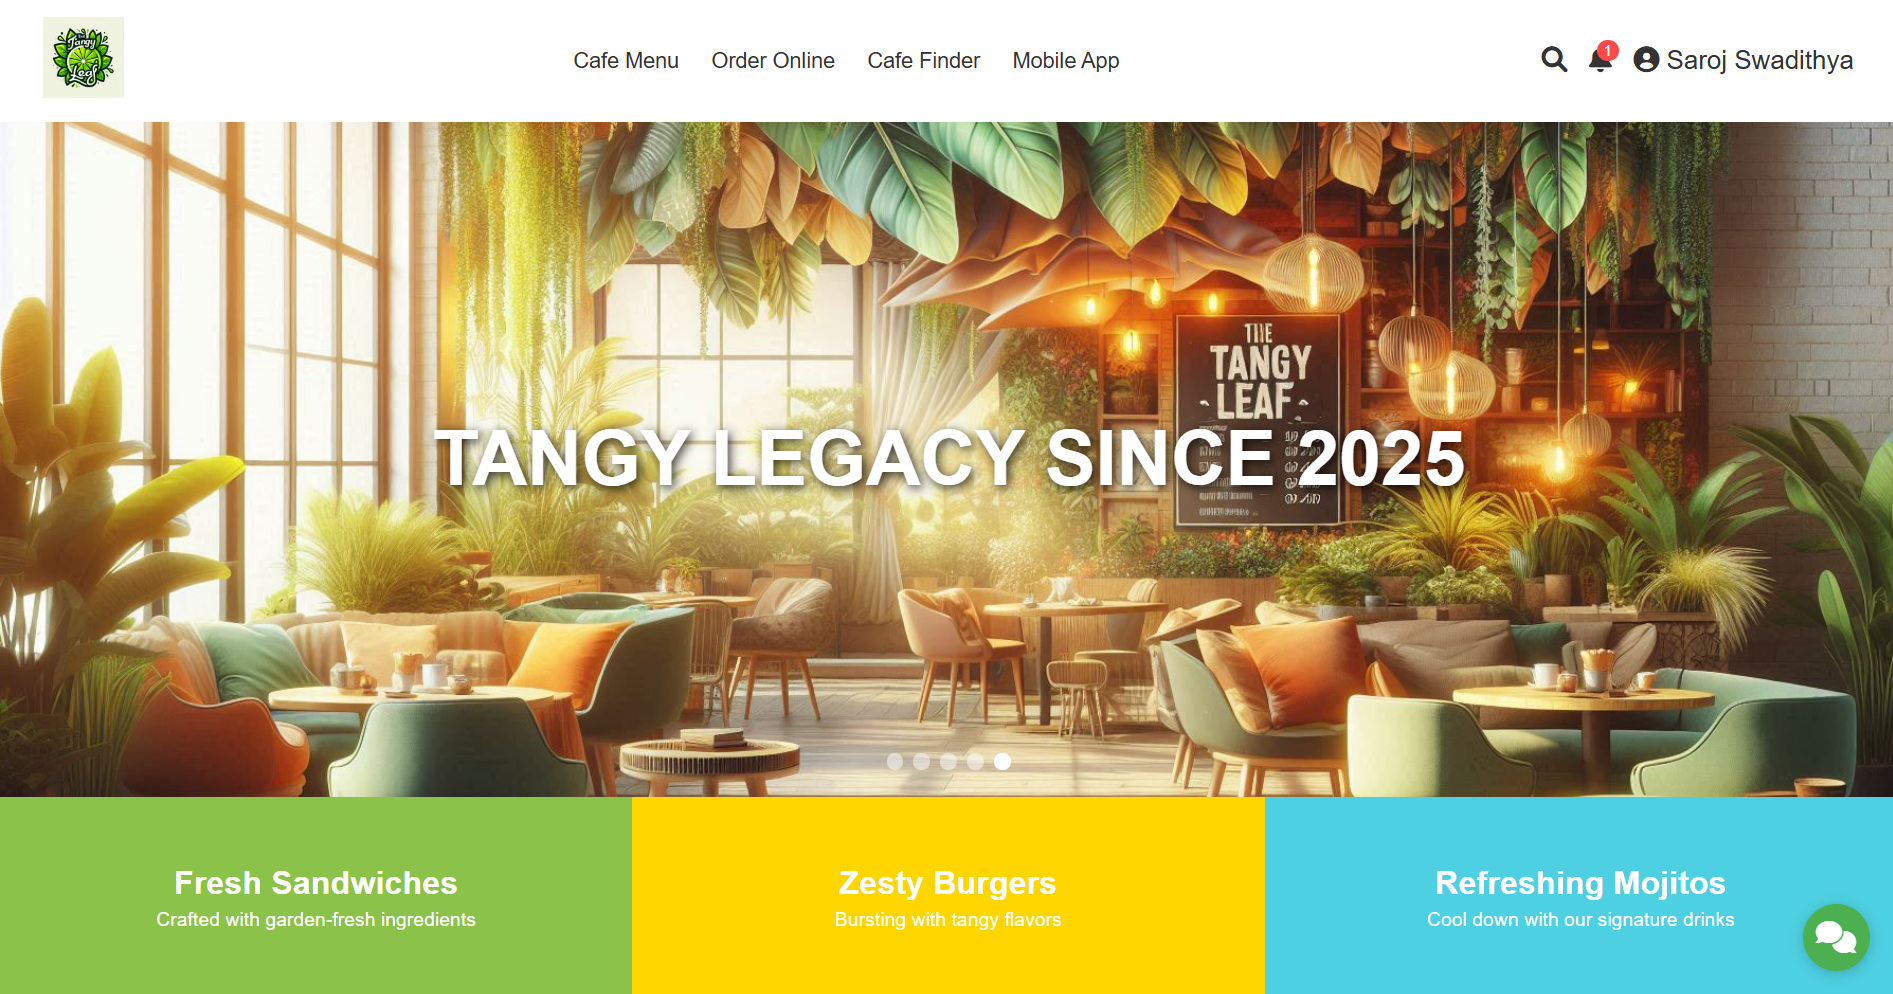 The
Tangy
Leaf
Cafe Menu
Order Online
Cafe Finder
Mobile App
1
Saroj Swadithya
THE
TANGY
LEAF
TANGY LEGACY SINCE 2025
Fresh Sandwiches
Crafted with garden-fresh ingredients
Zesty Burgers
Bursting with tangy flavors
Refreshing Mojitos
Cool down with our signature drinks